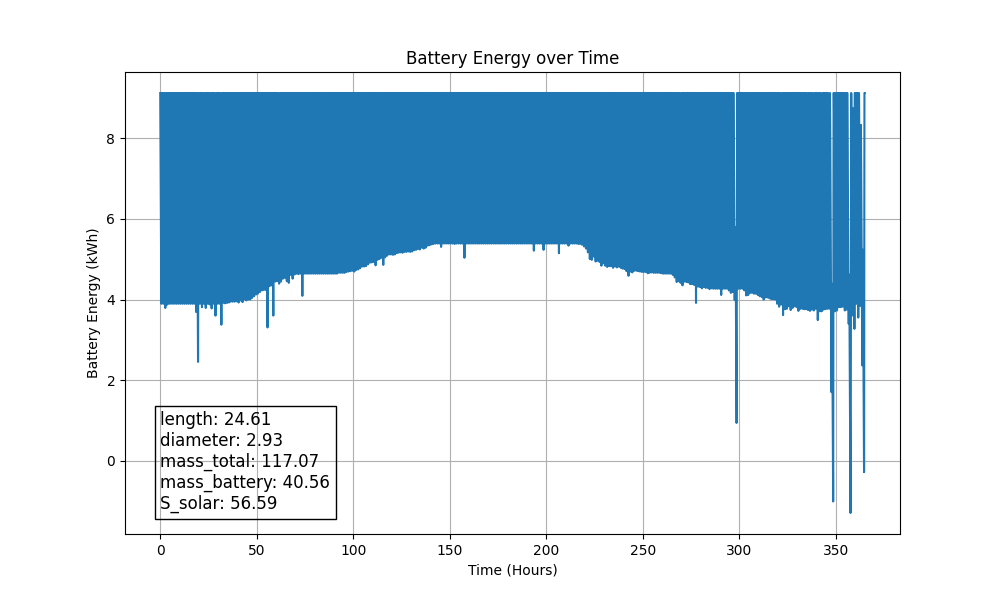 Battery Energy over Time
Battery Energy (kWh)
8
6
4
2
0
length: 24.61
diameter: 2.93
mass_total: 117.07
mass_battery: 40.56
S_solar: 56.59
0 50 100 150 200 250 300 350
Time (Hours)